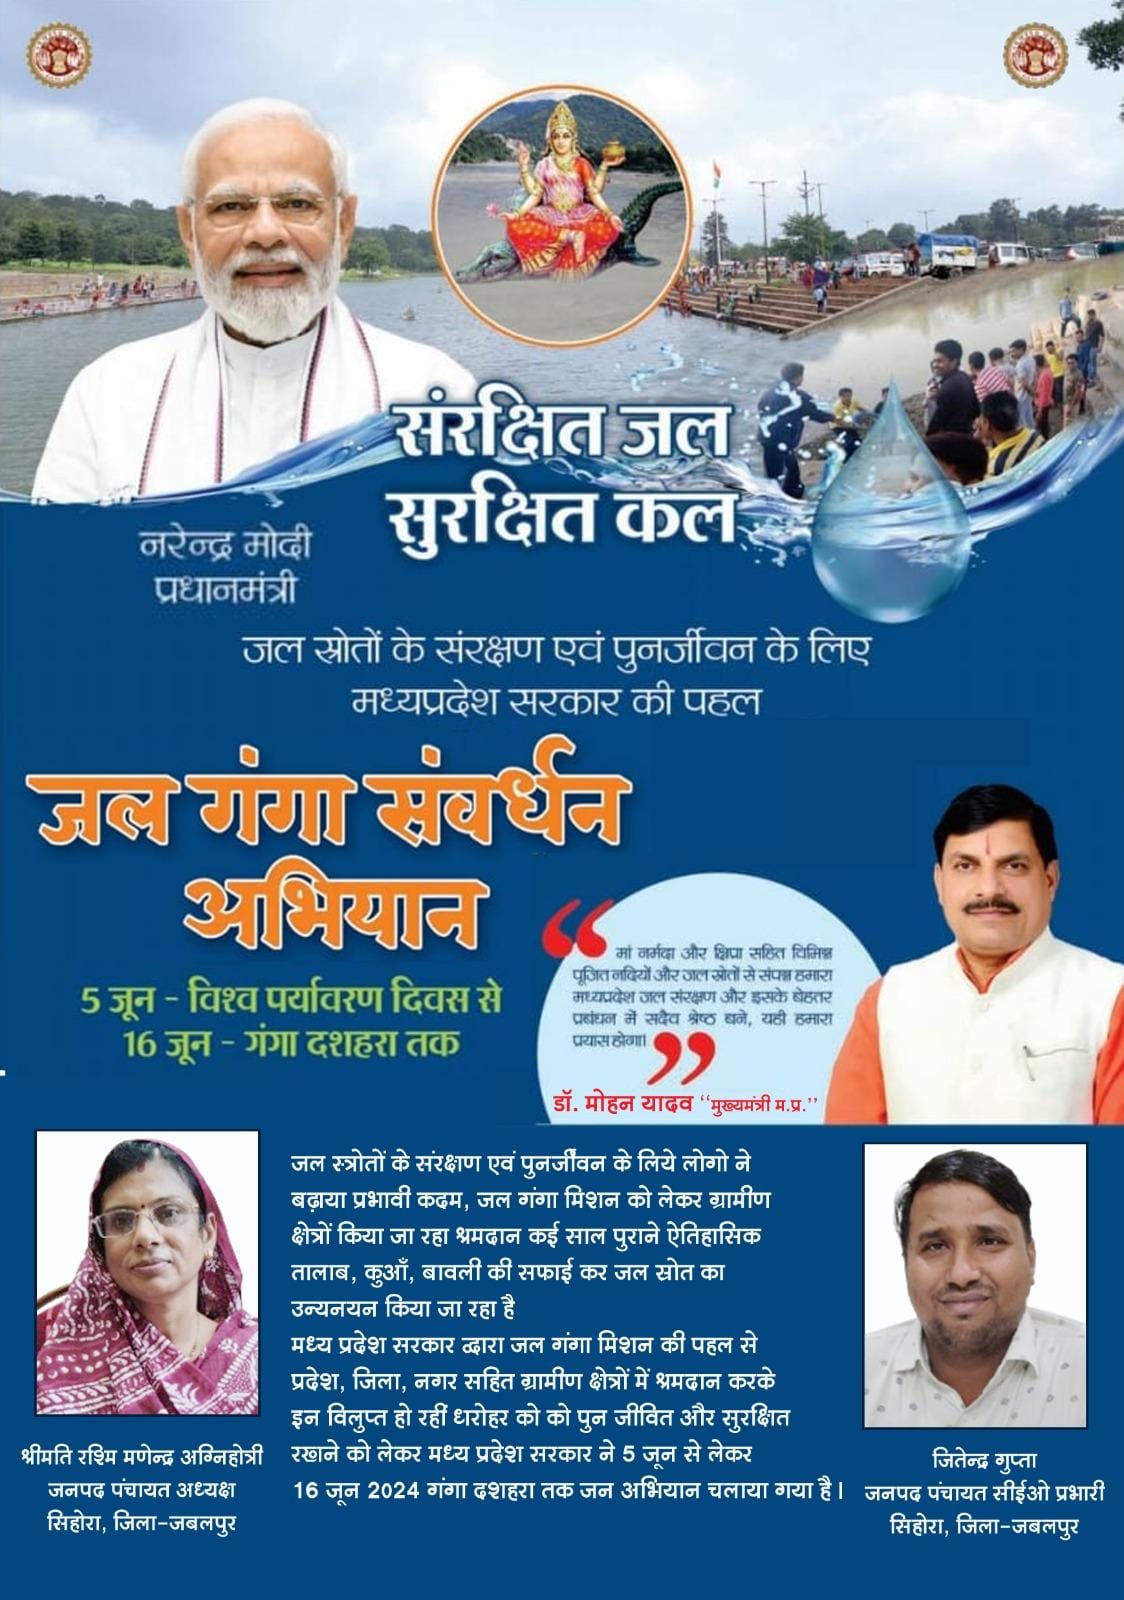 संरक्षित जल
सुरक्षित कल
नरेन्द्र मोदी
प्रधानमंत्री
जल स्रोतों के संरक्षण एवं पुनर्जीवन के लिए
मध्यप्रदेश सरकार की पहल
जल गंगा संवर्धन
अभियान
5 जून - विश्व पर्यावरण दिवस से
16 जून - गंगा दशहरा तक
“ मां नर्मदा और क्षिप्रा सहित विभिन्न
पूजित नदियों और जल स्रोतों से संपन्न हमारा
मध्यप्रदेश जल संरक्षण और इसके बेहतर
प्रबंधन में सदैव श्रेष्ठ बने, यही हमारा
प्रयास होगा। ”
डॉ. मोहन यादव “मुख्यमंत्री म.प्र.”
जल स्त्रोतों के संरक्षण एवं पुनर्जीवन के लिये लोगो ने
बढ़ाया प्रभावी कदम, जल गंगा मिशन को लेकर ग्रामीण
क्षेत्रों किया जा रहा श्रमदान कई साल पुराने ऐतिहासिक
तालाब, कुआँ, बावली की सफाई कर जल स्रोत का
उन्यनयन किया जा रहा है
मध्य प्रदेश सरकार द्वारा जल गंगा मिशन की पहल से
प्रदेश, जिला, नगर सहित ग्रामीण क्षेत्रों में श्रमदान करके
इन विलुप्त हो रहीं धरोहर को को पुन जीवित और सुरक्षित
रखाने को लेकर मध्य प्रदेश सरकार ने 5 जून से लेकर
16 जून 2024 गंगा दशहरा तक जन अभियान चलाया गया है।
श्रीमति रश्मि मणेन्द्र अग्निहोत्री
जनपद पंचायत अध्यक्ष
सिहोरा, जिला-जबलपुर
जितेन्द्र गुप्ता
जनपद पंचायत सीईओ प्रभारी
सिहोरा, जिला-जबलपुर